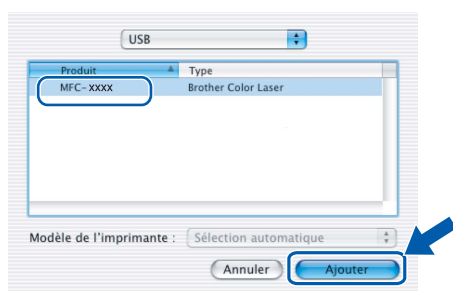 USB
Produit Type
MFC-XXXX Brother Color Laser
Modèle de l'imprimante : Sélection automatique
Annuler Ajouter